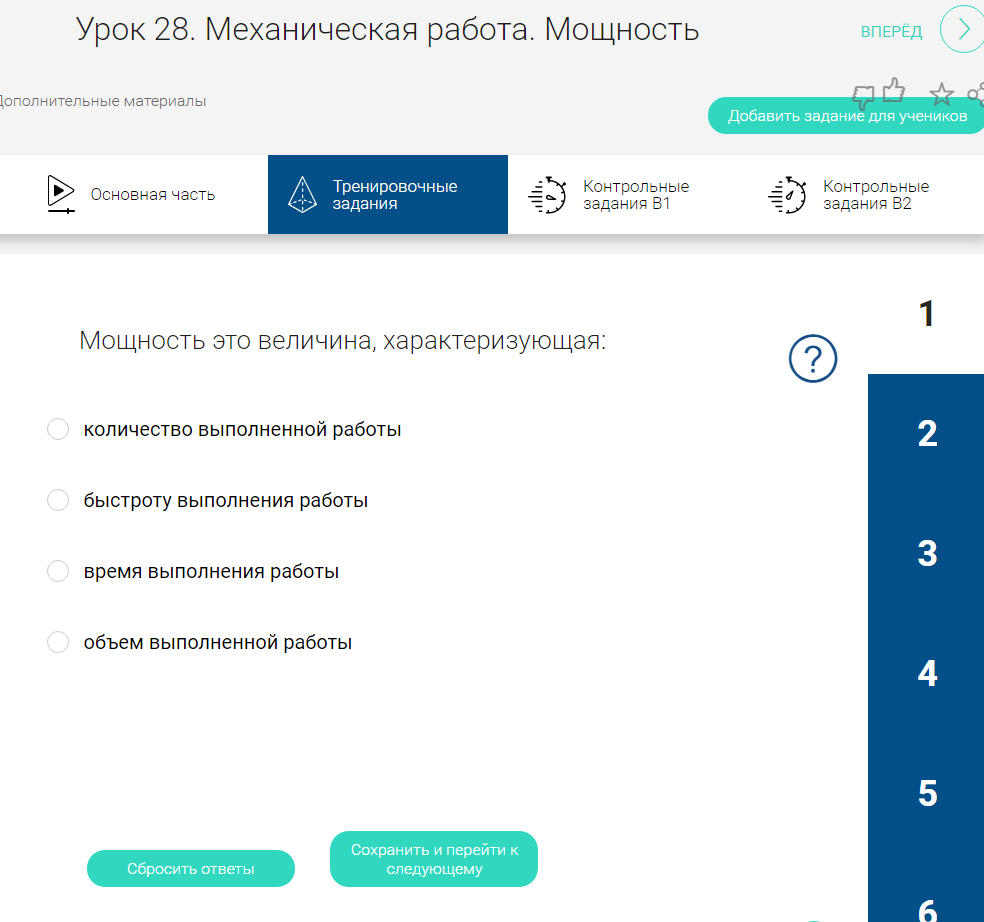 Урок 28. Механическая работа. Мощность
ВПЕРЁД
Дополнительные материалы
Добавить задание для учеников
Основная часть
Тренировочные
задания
Контрольные
задания В1
Контрольные
задания В2
1
Мощность это величина, характеризующая:
?
количество выполненной работы
2
быстроту выполнения работы
3
время выполнения работы
объем выполненной работы
4
5
Сбросить ответы
Сохранить и перейти к
следующему
6